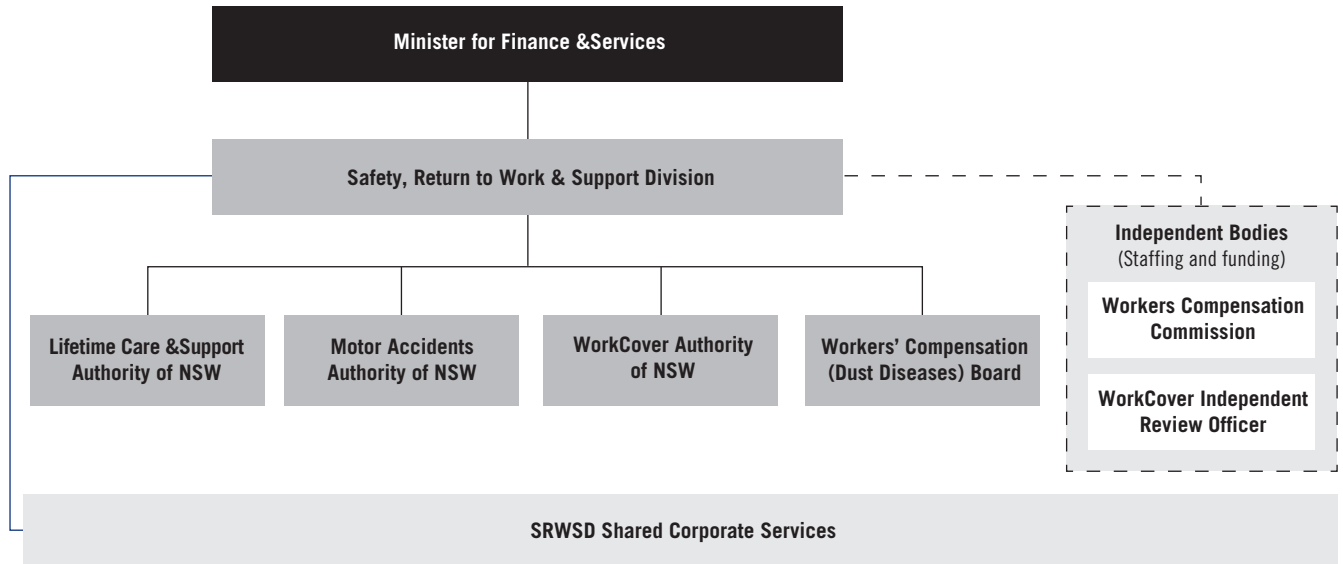 Minister for Finance &Services
Safety, Return to Work & Support Division
Independent Bodies
(Staffing and funding)
Workers Compensation
Commission
WorkCover Independent
Review Officer
Lifetime Care &Support
Authority of NSW
Motor Accidents
Authority of NSW
WorkCover Authority
of NSW
Workers’ Compensation
(Dust Diseases) Board
SRWSD Shared Corporate Services